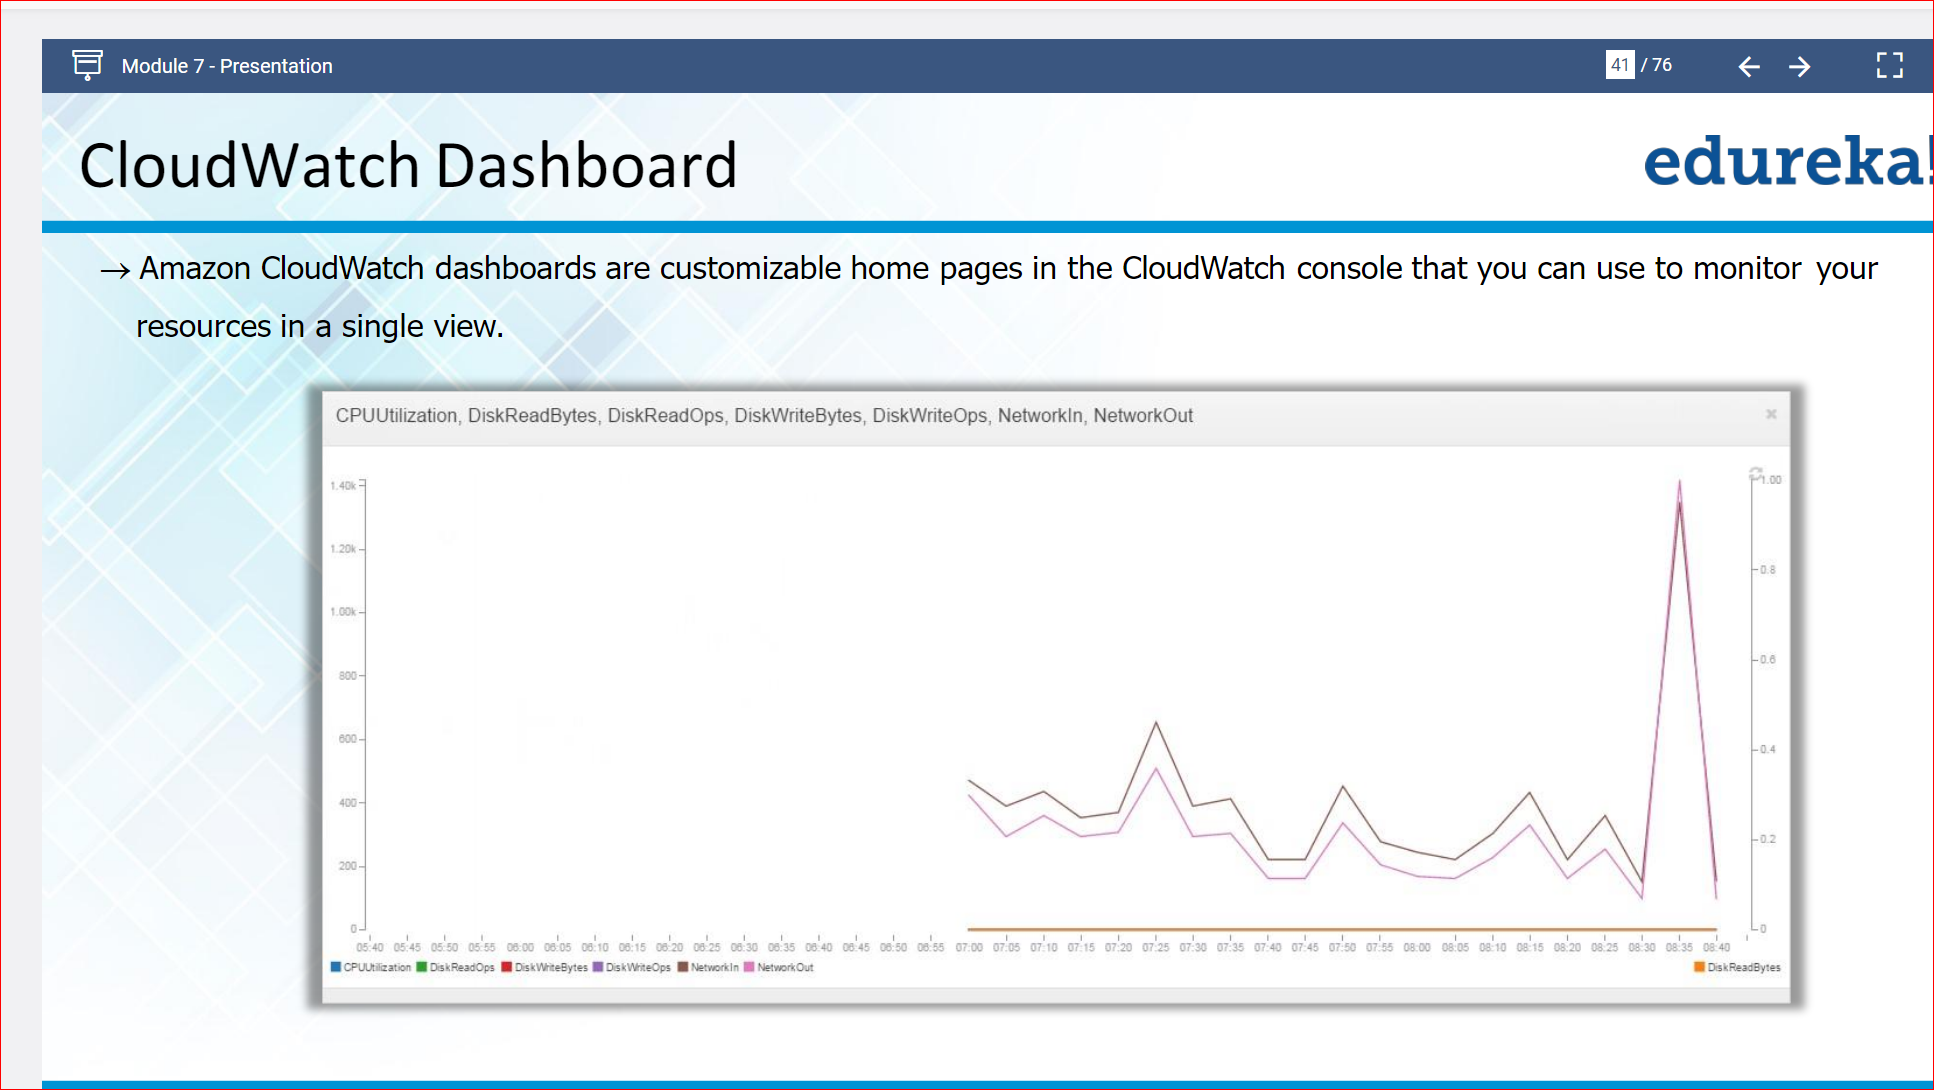 Module 7 - Presentation
41 / 76
CloudWatch Dashboard
edureka!
→ Amazon CloudWatch dashboards are customizable home pages in the CloudWatch console that you can use to monitor your
resources in a single view.
CPUUtilization, DiskReadBytes, DiskReadOps, DiskWriteBytes, DiskWriteOps, NetworkIn, NetworkOut
1.40k
1.20k
1.00k
800
600
400
200
0
1.00
0.8
0.6
0.4
0.2
0
05:40 05:45 05:50 05:55 06:00 06:05 06:10 06:15 06:20 06:25 06:30 06:35 06:40 06:45 06:50 06:55 07:00 07:05 07:10 07:15 07:20 07:25 07:30 07:35 07:40 07:45 07:50 07:55 08:00 08:05 08:10 08:15 08:20 08:25 08:30 08:35 08:40
CPUUtilization DiskReadOps DiskWriteBytes DiskWriteOps NetworkIn NetworkOut
DiskReadBytes